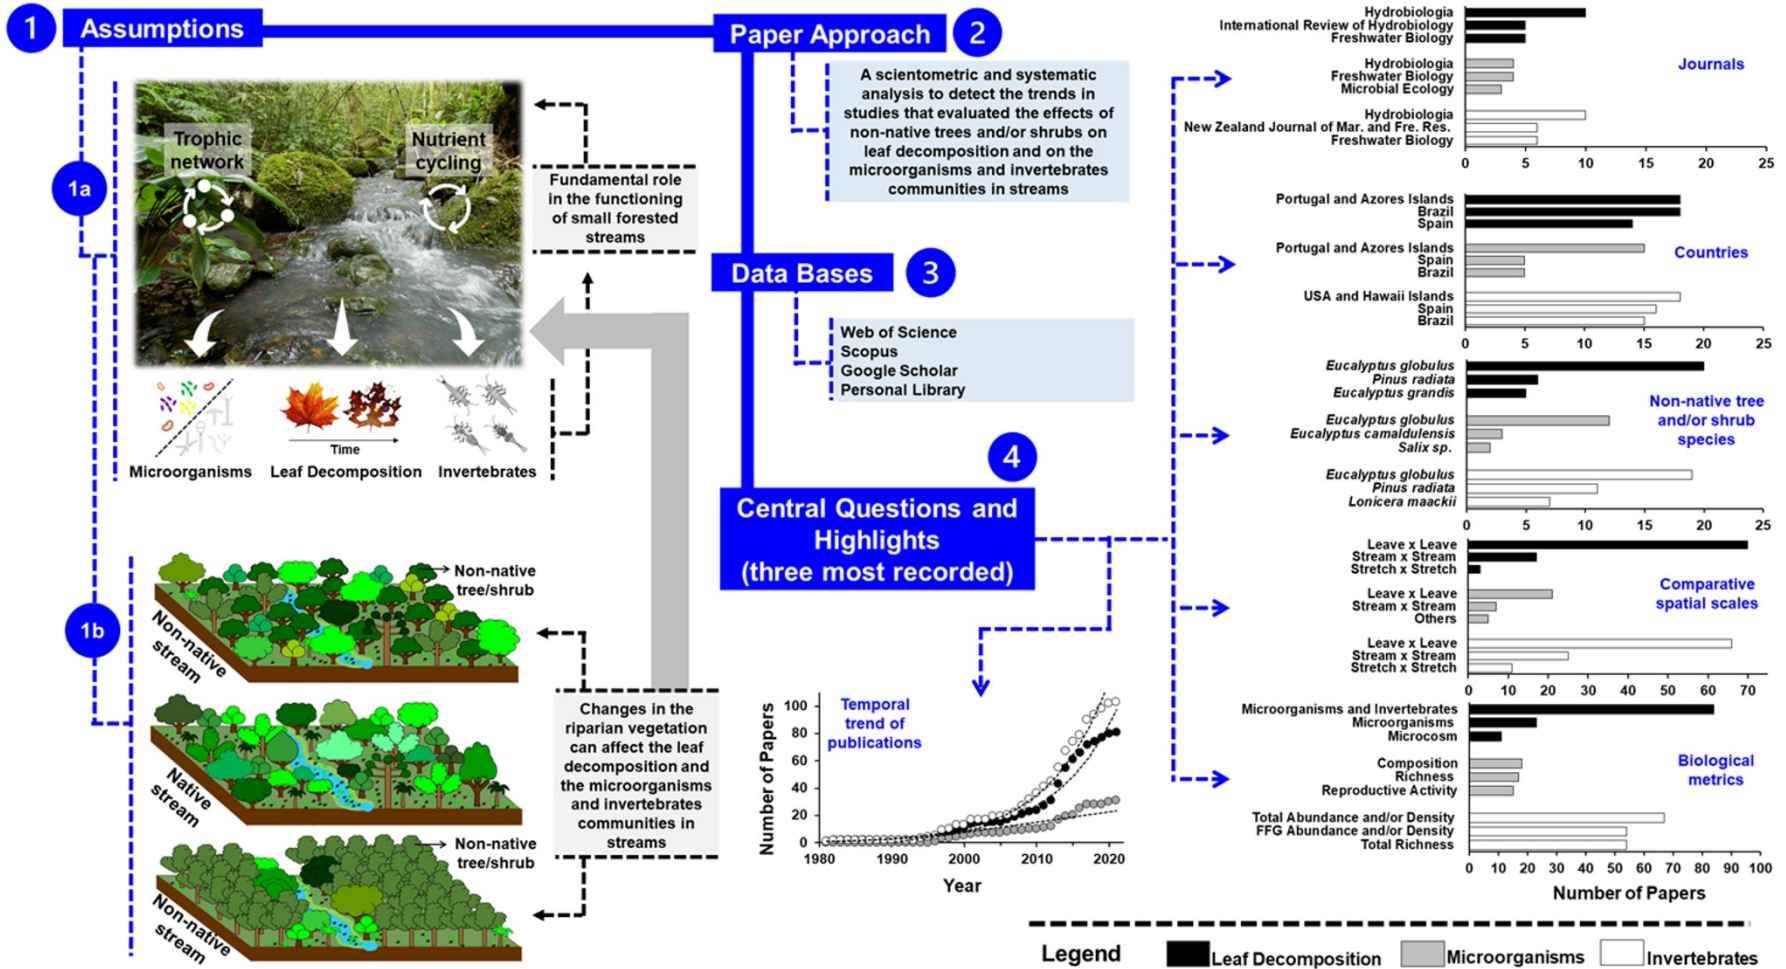 1
Assumptions
Paper Approach
2
1a
Trophic
network
Nutrient
cycling
Fundamental role
in the functioning
of small forested
streams
Time
Microorganisms
Leaf Decomposition
Invertebrates
1b
Non-native
tree/shrub
Non-native
stream
Native
stream
Non-native
tree/shrub
Non-native
stream
Changes in the
riparian vegetation
can affect the leaf
decomposition and
the microorganisms
and invertebrates
communities in
streams
A scientometric and systematic
analysis to detect the trends in
studies that evaluated the effects of
non-native trees and/or shrubs on
leaf decomposition and on the
microorganisms and invertebrates
communities in streams
Data Bases
3
Web of Science
Scopus
Google Scholar
Personal Library
4
Central Questions and
Highlights
(three most recorded)
Temporal
trend of
publications
Number of Papers
100
80
60
40
20
0
1980 1990 2000 2010 2020
Year
Hydrobiologia
International Review of Hydrobiology
Freshwater Biology
Hydrobiologia
Freshwater Biology
Microbial Ecology
Hydrobiologia
New Zealand Journal of Mar. and Fre. Res.
Freshwater Biology
Journals
0 5 10 15 20 25
Portugal and Azores Islands
Brazil
Spain
Portugal and Azores Islands
Spain
Brazil
USA and Hawaii Islands
Spain
Brazil
Countries
0 5 10 15 20 25
Eucalyptus globulus
Pinus radiata
Eucalyptus grandis
Eucalyptus globulus
Eucalyptus camaldulensis
Salix sp.
Eucalyptus globulus
Pinus radiata
Lonicera maackii
Non-native tree
and/or shrub
species
0 5 10 15 20 25
Leave x Leave
Stream x Stream
Stretch x Stretch
Leave x Leave
Stream x Stream
Others
Leave x Leave
Stream x Stream
Stretch x Stretch
Comparative
spatial scales
0 10 20 30 40 50 60 70
Microorganisms and Invertebrates
Microorganisms
Microcosm
Composition
Richness
Reproductive Activity
Total Abundance and/or Density
FFG Abundance and/or Density
Total Richness
Biological
metrics
0 10 20 30 40 50 60 70 80 90 100
Number of Papers
Legend
Leaf Decomposition
Microorganisms
Invertebrates